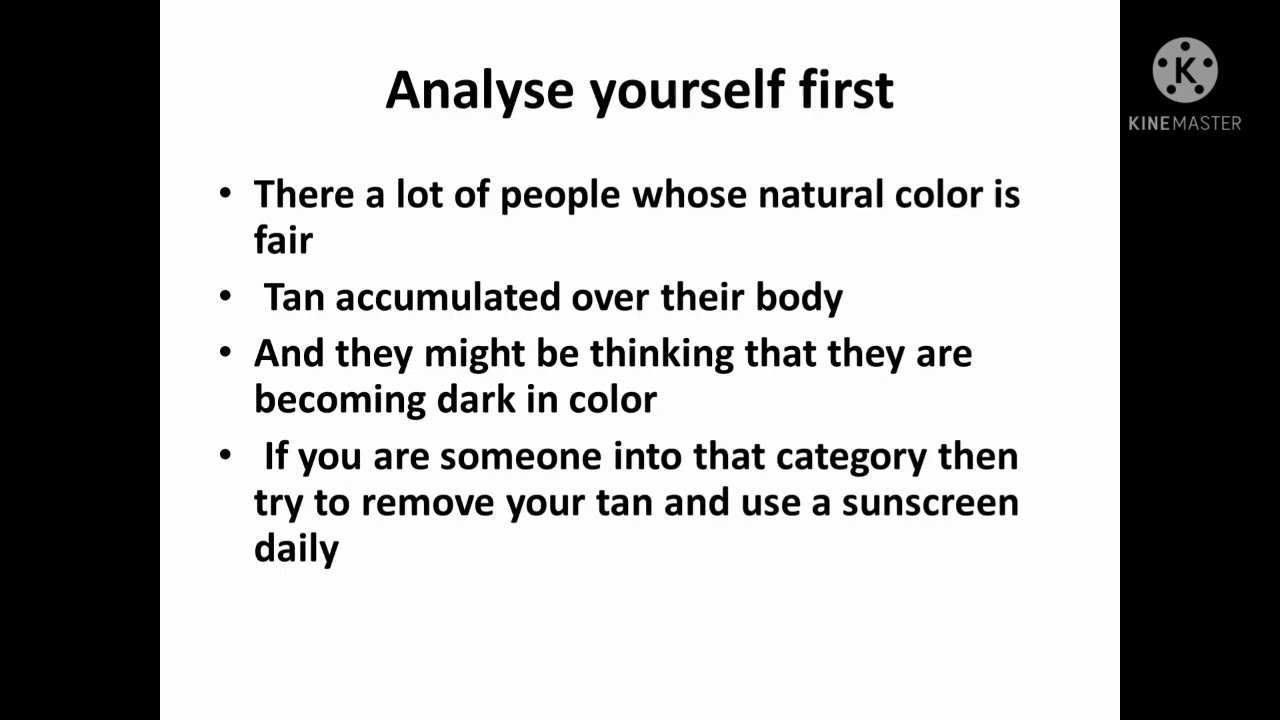 Analyse yourself first
K
KINEMASTER
• There a lot of people whose natural color is
fair
• Tan accumulated over their body
• And they might be thinking that they are
becoming dark in color
• If you are someone into that category then
try to remove your tan and use a sunscreen
daily